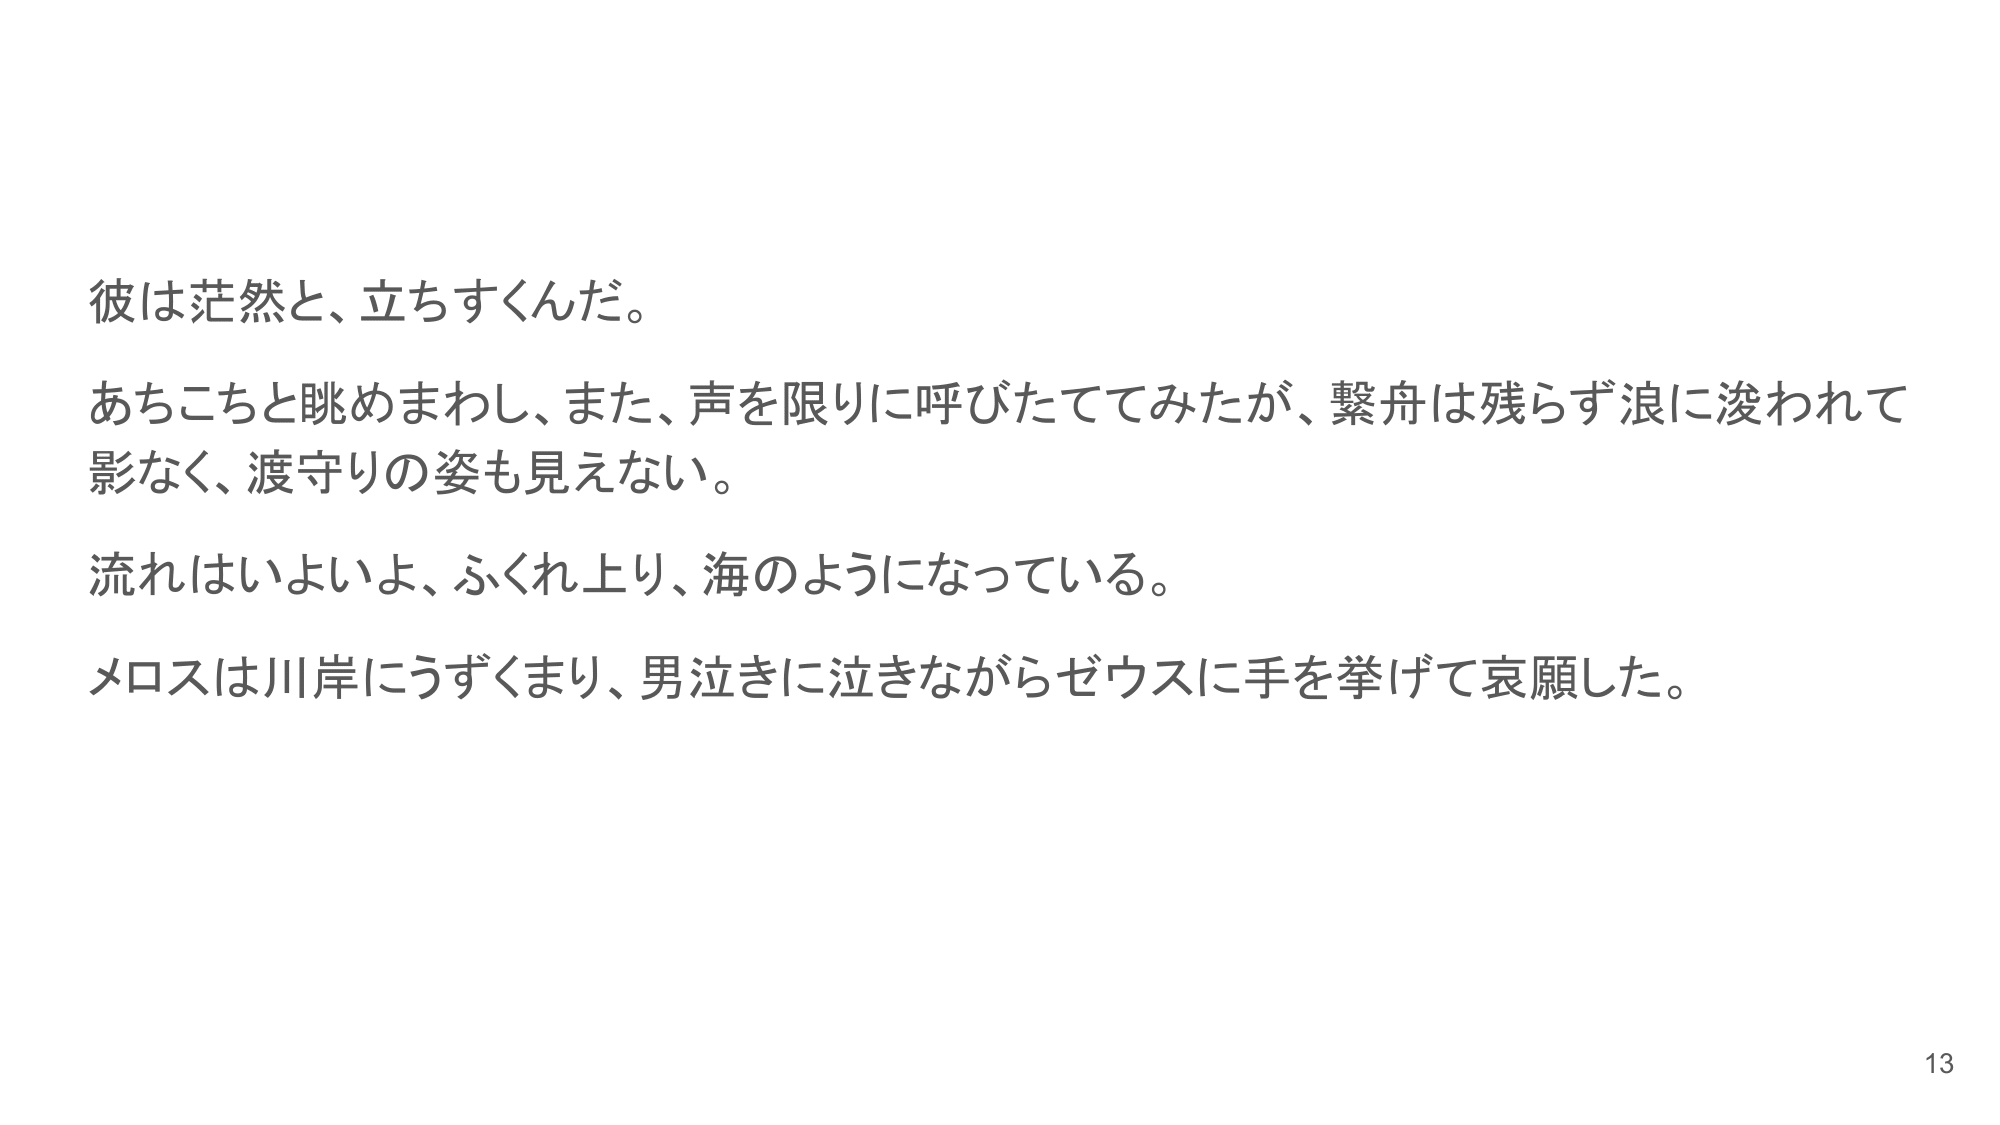 彼は茫然と、立ちすくんだ。
あちこちと眺めまわし、また、声を限りに呼びたててみたが、繋舟は残らず浪に浚われて
影なく、渡守りの姿も見えない。
流れはいよいよ、ふくれ上り、海のようになっている。
メロスは川岸にうずくまり、男泣きに泣きながらゼウスに手を挙げて哀願した。
13